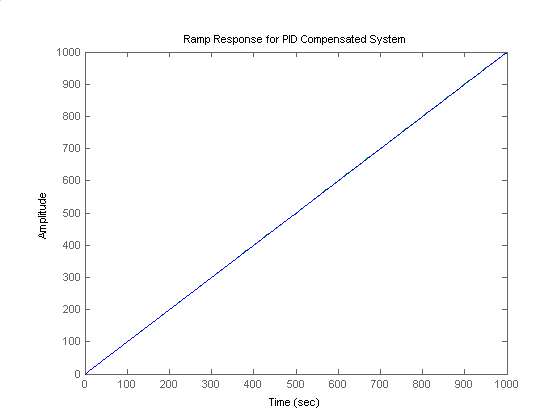 Ramp Response for PID Compensated System
1000
900
800
700
600
500
400
300
200
100
0
Amplitude
0 100 200 300 400 500 600 700 800 900 1000
Time (sec)